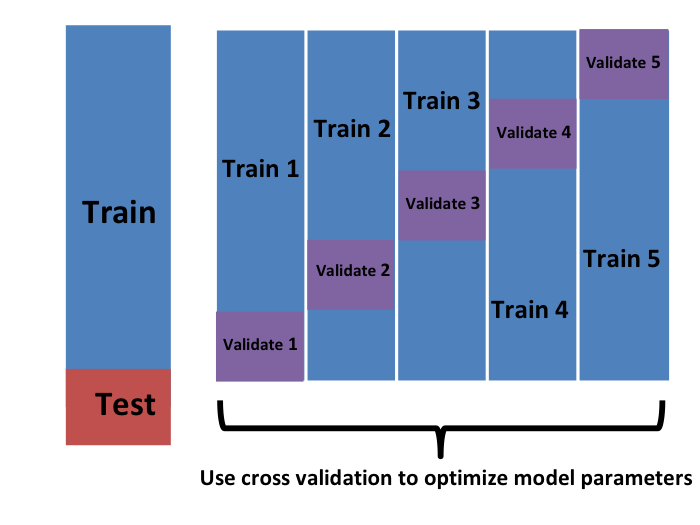 Train
Test
Train 1
Validate 1
Train 2
Validate 2
Train 3
Validate 3
Validate 4
Train 4
Validate 5
Train 5
Use cross validation to optimize model parameters